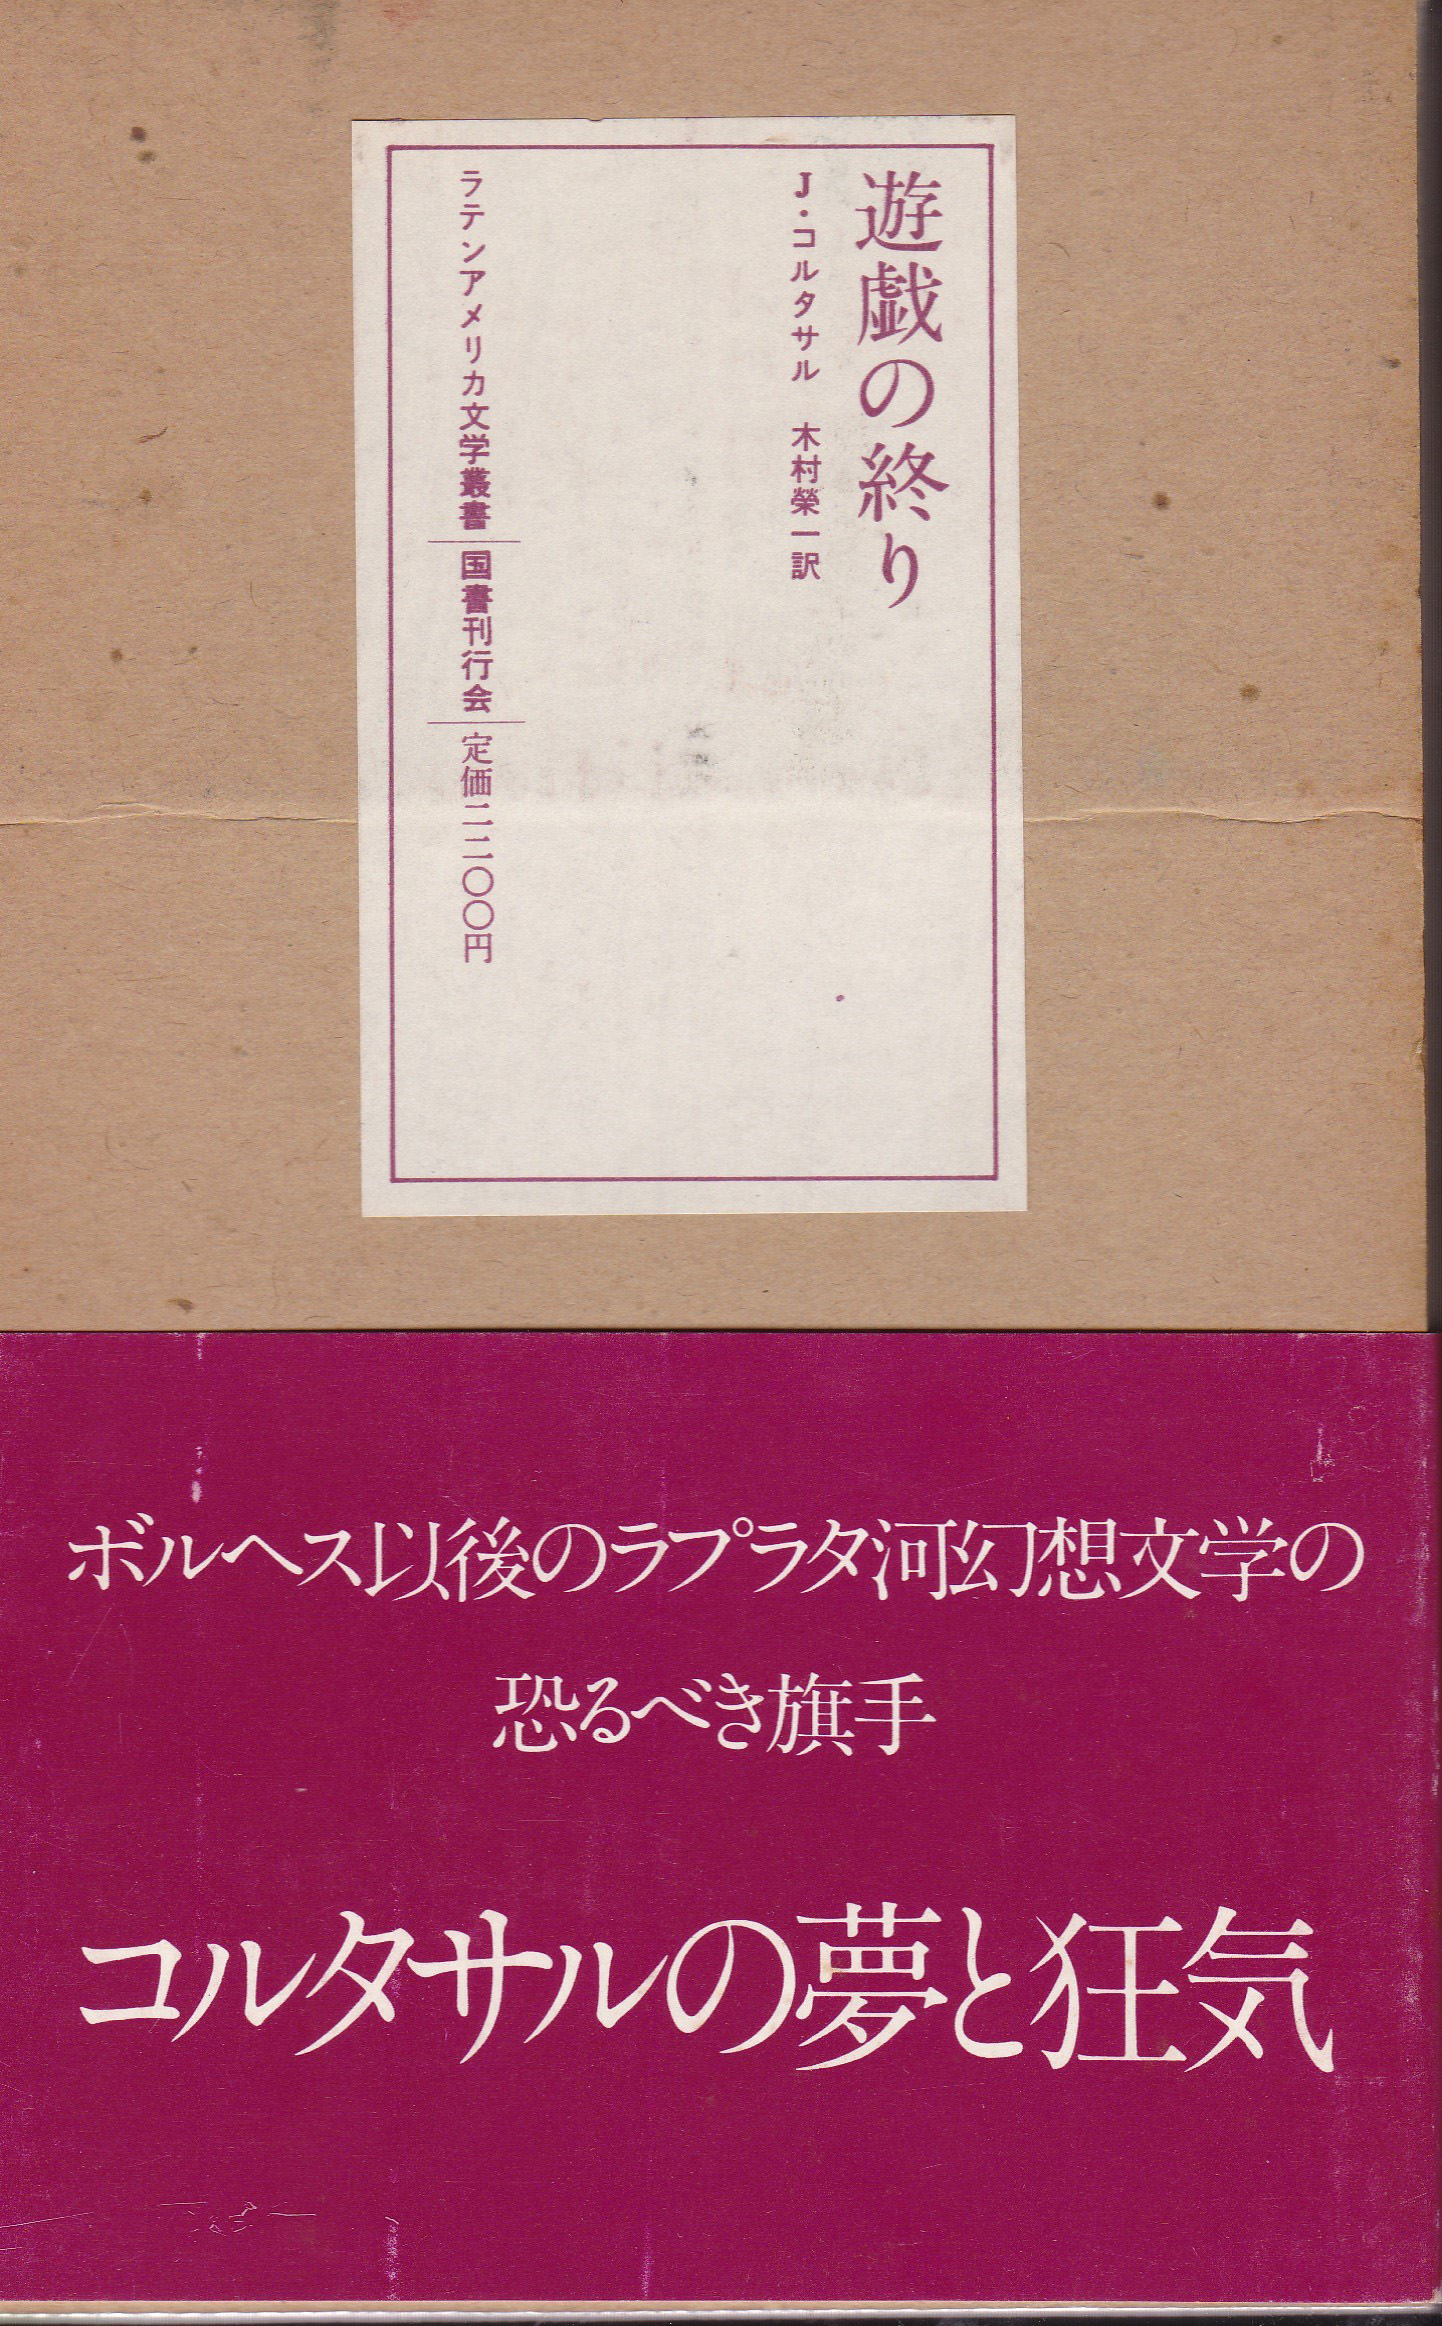 遊戯の終り
J・コルタサル 木村榮一訳
ラテンアメリカ文学叢書 国書刊行会 定価二二〇〇円
ボルヘス以後のラプラタ河幻想文学の
恐るべき旗手
コルタサルの夢と狂気